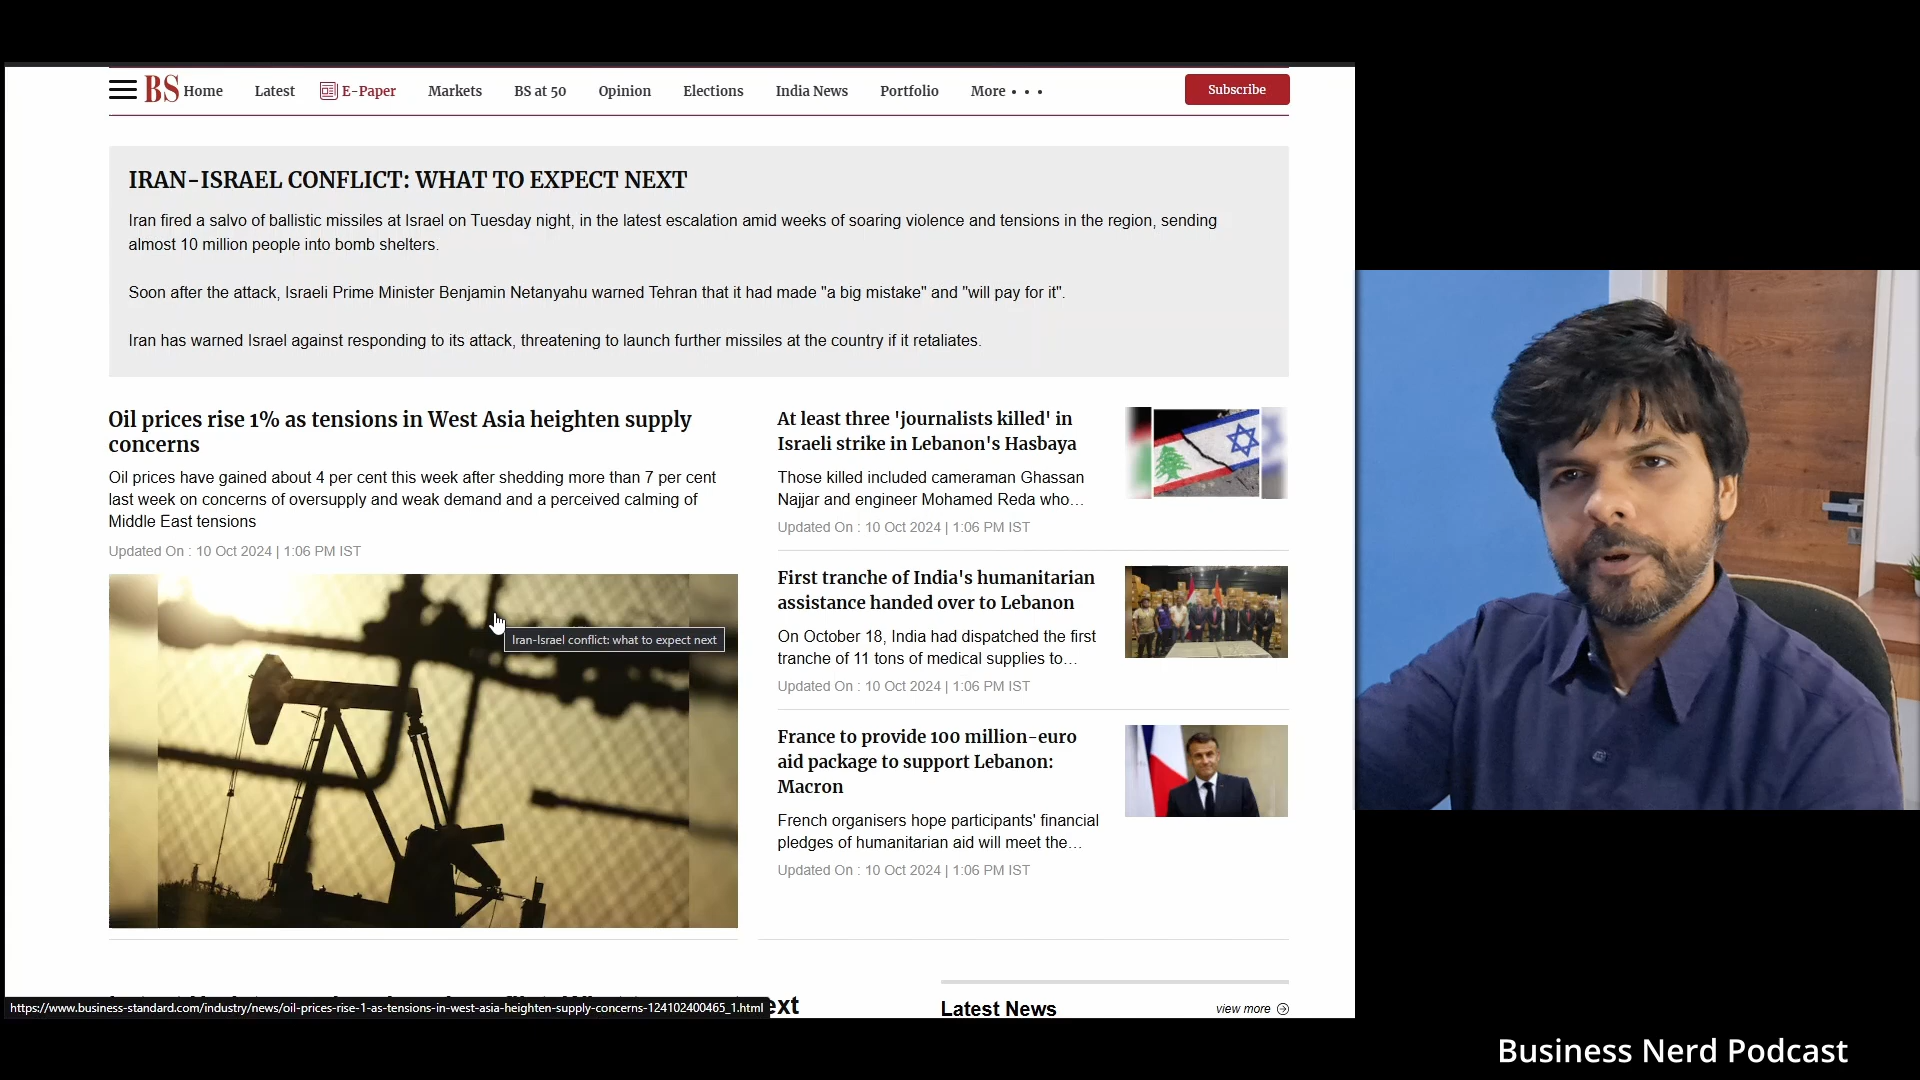 BS Home Latest E-Paper Markets BS at 50 Opinion Elections India News Portfolio More • • • Subscribe
IRAN-ISRAEL CONFLICT: WHAT TO EXPECT NEXT
Iran fired a salvo of ballistic missiles at Israel on Tuesday night, in the latest escalation amid weeks of soaring violence and tensions in the region, sending
almost 10 million people into bomb shelters.
Soon after the attack, Israeli Prime Minister Benjamin Netanyahu warned Tehran that it had made "a big mistake" and "will pay for it".
Iran has warned Israel against responding to its attack, threatening to launch further missiles at the country if it retaliates.
Oil prices rise 1% as tensions in West Asia heighten supply
concerns
Oil prices have gained about 4 per cent this week after shedding more than 7 per cent
last week on concerns of oversupply and weak demand and a perceived calming of
Middle East tensions
Updated On : 10 Oct 2024 | 1:06 PM IST
Iran-Israel conflict: what to expect next
At least three 'journalists killed' in
Israeli strike in Lebanon's Hasbaya
Those killed included cameraman Ghassan
Najjar and engineer Mohamed Reda who...
Updated On : 10 Oct 2024 | 1:06 PM IST
First tranche of India's humanitarian
assistance handed over to Lebanon
On October 18, India had dispatched the first
tranche of 11 tons of medical supplies to...
Updated On : 10 Oct 2024 | 1:06 PM IST
France to provide 100 million-euro
aid package to support Lebanon:
Macron
French organisers hope participants' financial
pledges of humanitarian aid will meet the...
Updated On : 10 Oct 2024 | 1:06 PM IST
https://www.business-standard.com/industry/news/oil-prices-rise-1-as-tensions-in-west-asia-heighten-supply-concerns-124102400465_1.html
Latest News view more
Business Nerd Podcast